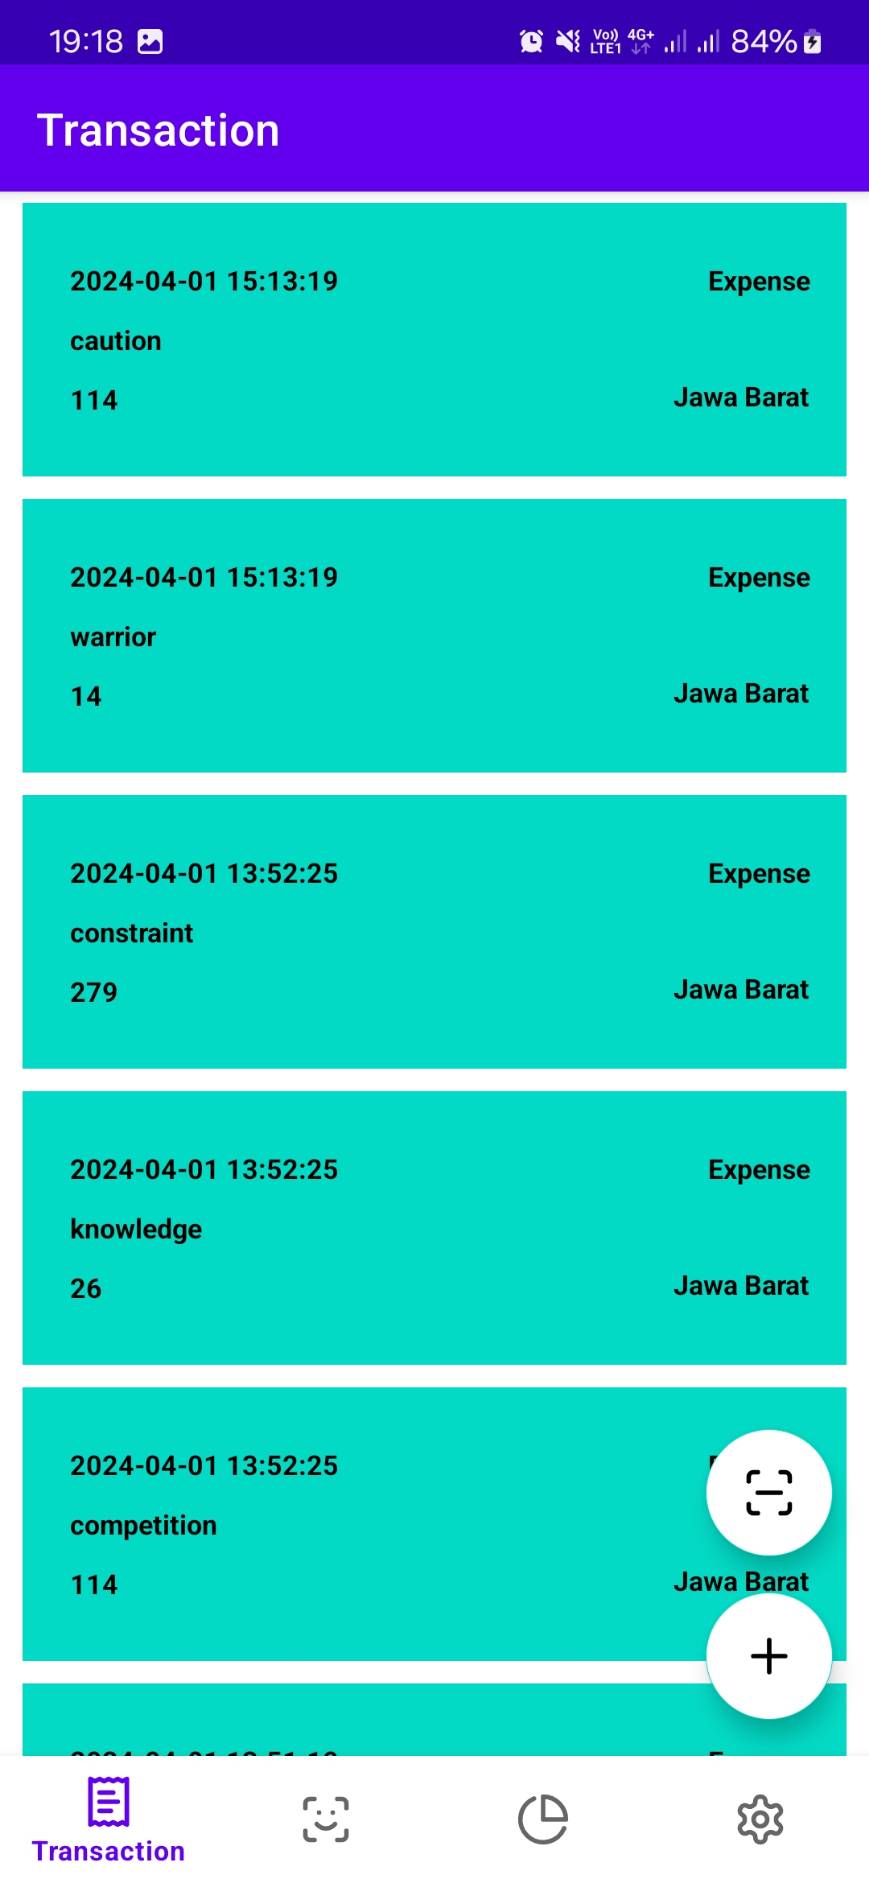 19:18 Vo)) LTE1 4G+ 84%
Transaction
2024-04-01 15:13:19 Expense
caution
114 Jawa Barat
2024-04-01 15:13:19 Expense
warrior
14 Jawa Barat
2024-04-01 13:52:25 Expense
constraint
279 Jawa Barat
2024-04-01 13:52:25 Expense
knowledge
26 Jawa Barat
2024-04-01 13:52:25
competition
114 Jawa Barat
Transaction